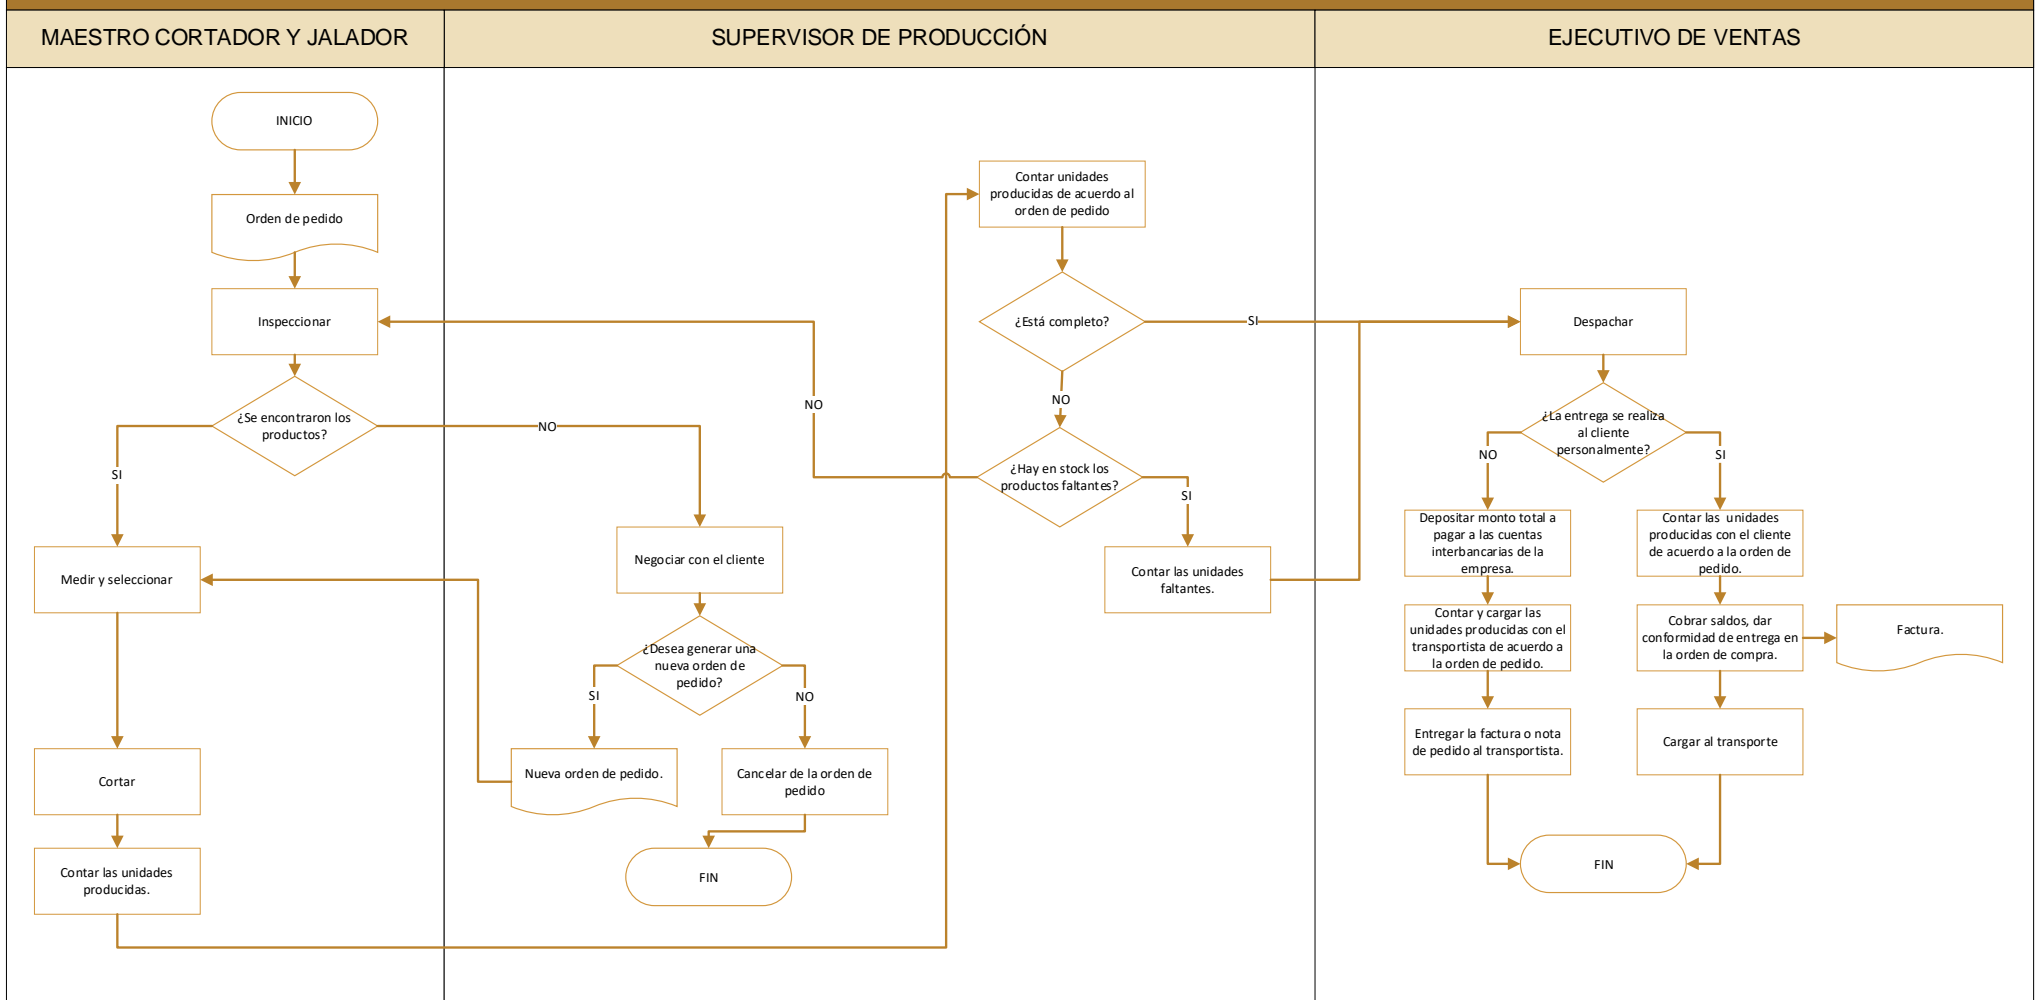 MAESTRO CORTADOR Y JALADOR
SUPERVISOR DE PRODUCCIÓN
EJECUTIVO DE VENTAS
INICIO
Orden de pedido
Inspeccionar
¿Se encontraron los
productos?
SI
NO
Medir y seleccionar
Cortar
Contar las unidades
producidas.
Negociar con el cliente
¿Desea generar una
nueva orden de
pedido?
SI
NO
Nueva orden de pedido.
Cancelar de la orden de
pedido
FIN
Contar unidades
producidas de acuerdo al
orden de pedido
¿Está completo?
SI
NO
¿Hay en stock los
productos faltantes?
NO
SI
Contar las unidades
faltantes.
Despachar
¿La entrega se realiza
al cliente
personalmente?
NO
SI
Depositar monto total a
pagar a las cuentas
interbancarias de la
empresa.
Contar y cargar las
unidades producidas con el
transportista de acuerdo a
la orden de pedido.
Entregar la factura o nota
de pedido al transportista.
Contar las unidades
producidas con el cliente
de acuerdo a la orden de
pedido.
Cobrar saldos, dar
conformidad de entrega en
la orden de compra.
Factura.
Cargar al transporte
FIN